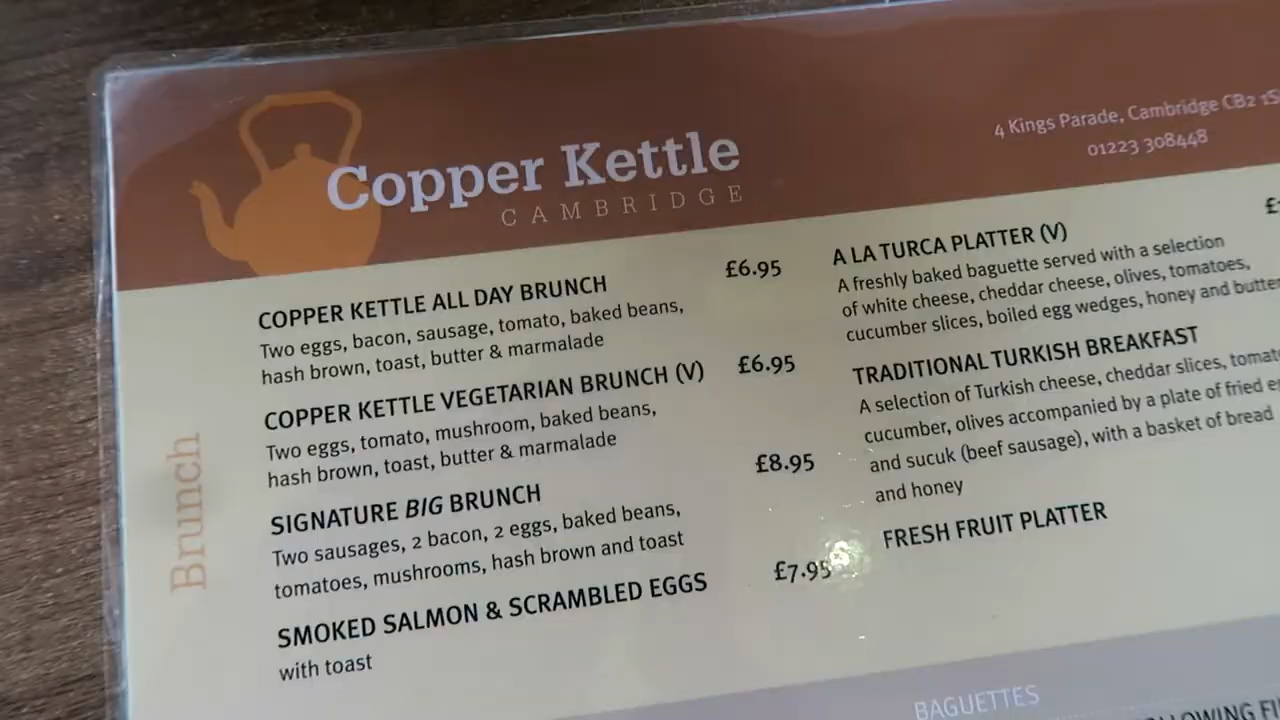 Copper Kettle
CAMBRIDGE
4 Kings Parade, Cambridge CB2
01223 308448
Brunch
COPPER KETTLE ALL DAY BRUNCH £6.95
Two eggs, bacon, sausage, tomato, baked beans,
hash brown, toast, butter & marmalade
COPPER KETTLE VEGETARIAN BRUNCH (V) £6.95
Two eggs, tomato, mushroom, baked beans,
hash brown, toast, butter & marmalade
SIGNATURE BIG BRUNCH £8.95
Two sausages, 2 bacon, 2 eggs, baked beans,
tomatoes, mushrooms, hash brown and toast
SMOKED SALMON & SCRAMBLED EGGS £7.95
with toast
A LA TURCA PLATTER (V)
A freshly baked baguette served with a selection
of white cheese, cheddar cheese, olives, tomatoes,
cucumber slices, boiled egg wedges, honey and butter
TRADITIONAL TURKISH BREAKFAST
A selection of Turkish cheese, cheddar slices,
cucumber, olives accompanied by a plate of fried
and sucuk (beef sausage), with a basket of bread
and honey
FRESH FRUIT PLATTER
BAGUETTES